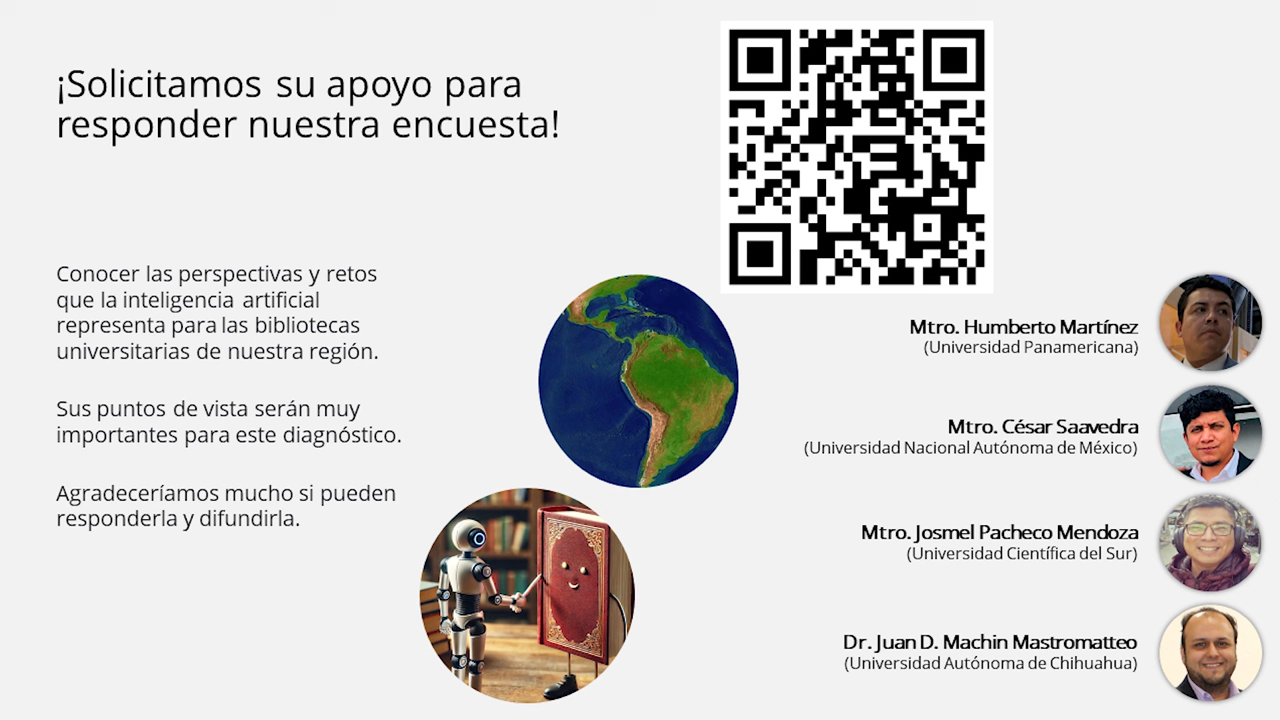 ¡Solicitamos su apoyo para
responder nuestra encuesta!
Conocer las perspectivas y retos
que la inteligencia artificial
representa para las bibliotecas
universitarias de nuestra región.
Sus puntos de vista serán muy
importantes para este diagnóstico.
Agradeceríamos mucho si pueden
responderla y difundirla.
Mtro. Humberto Martínez
(Universidad Panamericana)
Mtro. César Saavedra
(Universidad Nacional Autónoma de México)
Mtro. Josmel Pacheco Mendoza
(Universidad Científica del Sur)
Dr. Juan D. Machin Mastromatteo
(Universidad Autónoma de Chihuahua)